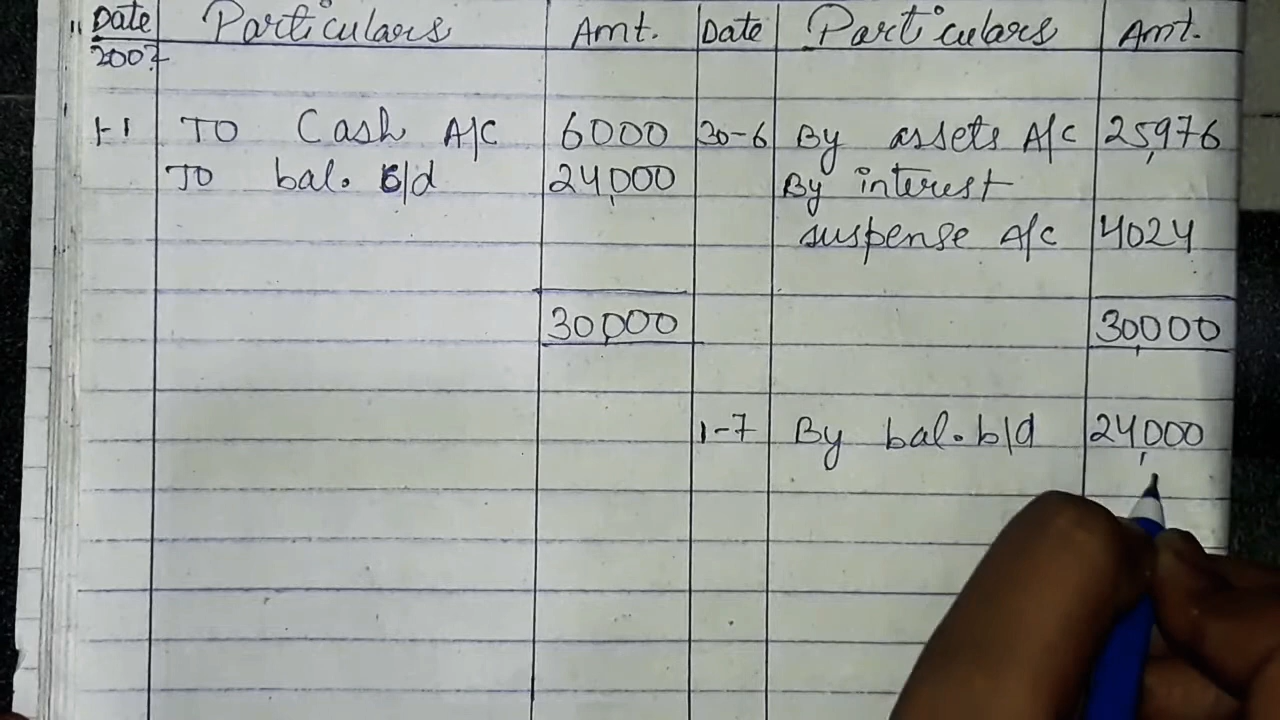 Date Particulars Amt. Date Particulars Amt.
2007
1-1 To Cash A/c 6000 30-6 By assets A/c 25,976
To bal. c/d 24,000 By interest
suspense A/c 4024
30,000 30,000
1-7 By bal. b/d 24,000